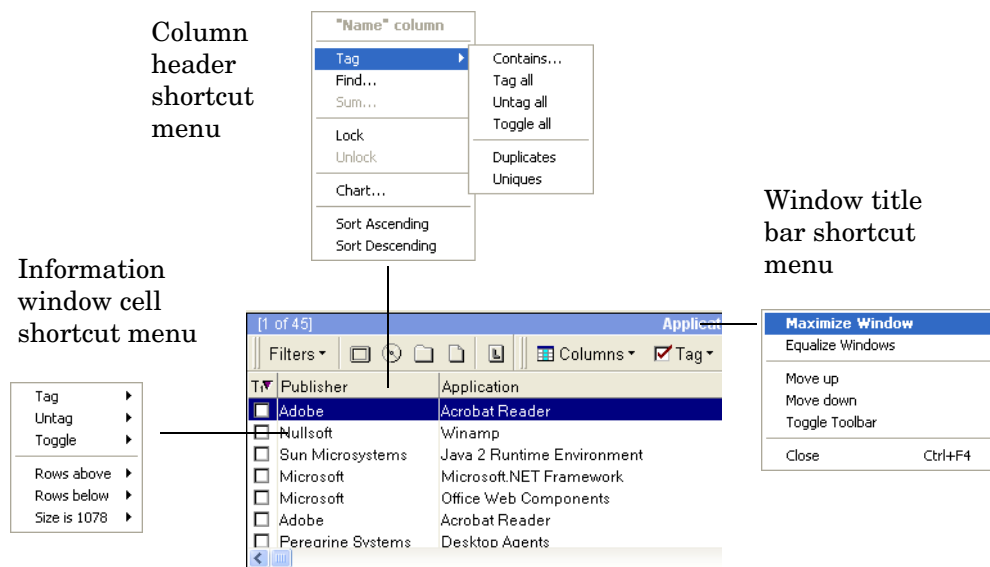 Column
header
shortcut
menu
"Name" column
Tag
Find...
Sum...
Lock
Unlock
Chart...
Sort Ascending
Sort Descending
Contains...
Tag all
Untag all
Toggle all
Duplicates
Uniques
Window title
bar shortcut
menu
Maximize Window
Equalize Windows
Move up
Move down
Toggle Toolbar
Close Ctrl+F4
Information
window cell
shortcut menu
Tag
Untag
Toggle
Rows above
Rows below
Size is 1078
[1 of 45] Applicat
Filters L Columns Tag
Publisher Application
Adobe Acrobat Reader
Nullsoft Winamp
Sun Microsystems Java 2 Runtime Environment
Microsoft Microsoft.NET Framework
Microsoft Office Web Components
Adobe Acrobat Reader
Peregrine Systems Desktop Agents